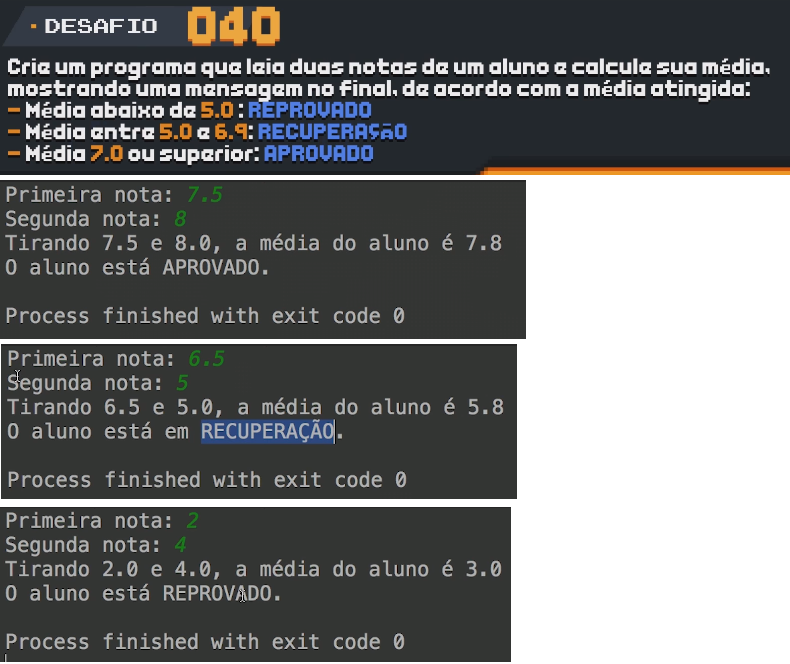 DESAFIO 040
Crie um programa que leia duas notas de um aluno e calcule sua média,
mostrando uma mensagem no final, de acordo com a média atingida:
- Média abaixo de 5.0: REPROVADO
- Média entre 5.0 e 6.9: RECUPERAÇÃO
- Média 7.0 ou superior: APROVADO
Primeira nota: 7.5
Segunda nota: 8
Tirando 7.5 e 8.0, a média do aluno é 7.8
O aluno está APROVADO.
Process finished with exit code 0
Primeira nota: 6.5
Segunda nota: 5
Tirando 6.5 e 5.0, a média do aluno é 5.8
O aluno está em RECUPERAÇÃO.
Process finished with exit code 0
Primeira nota: 2
Segunda nota: 4
Tirando 2.0 e 4.0, a média do aluno é 3.0
O aluno está REPROVADO.
Process finished with exit code 0